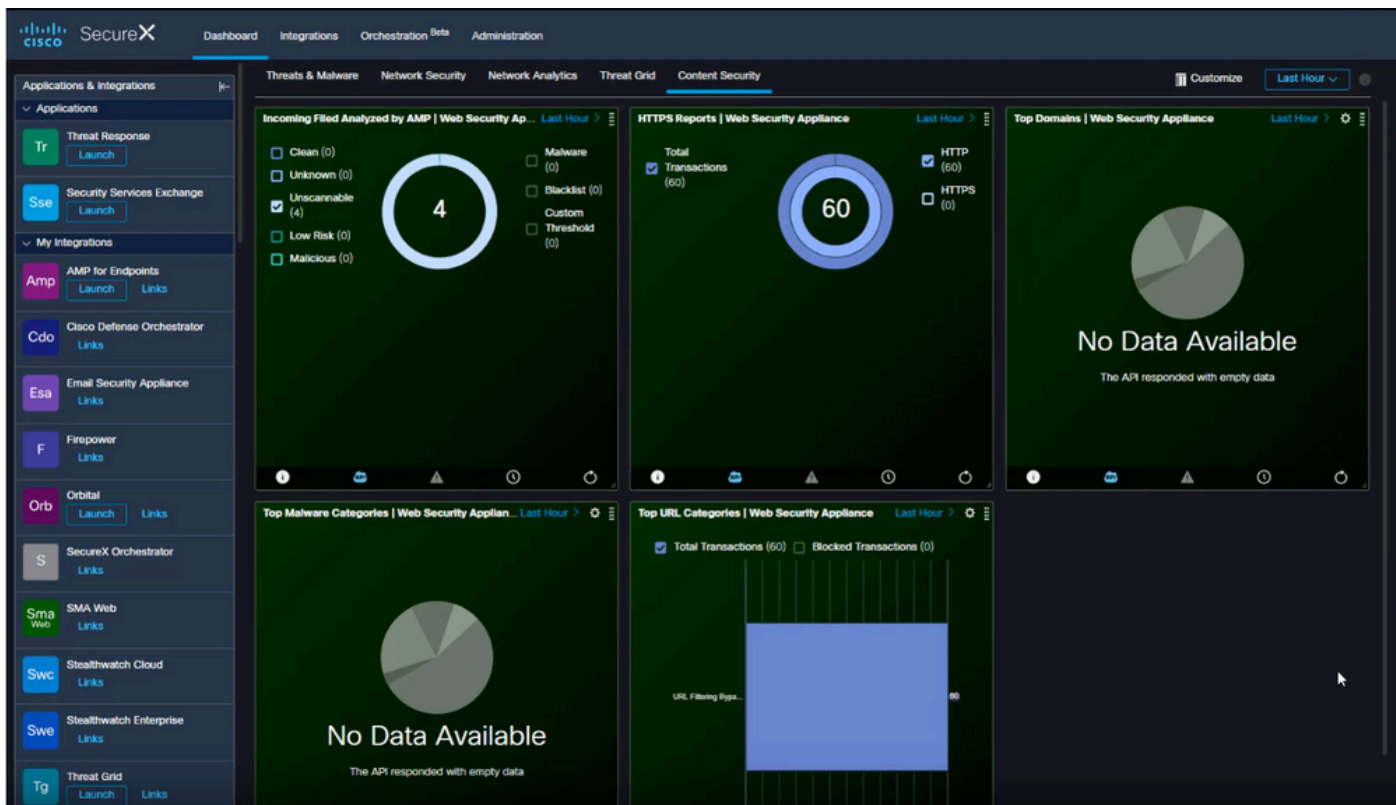 CISCO
SecureX
Dashboard
Integrations
Orchestration Beta
Administration
Applications & Integrations
Applications
Tr
Threat Response
Launch
Sse
Security Services Exchange
Launch
My Integrations
Amp
AMP for Endpoints
Launch Links
Cdo
Cisco Defense Orchestrator
Links
Esa
Email Security Appliance
Links
F
Firepower
Links
Orb
Orbital
Launch Links
S
SecureX Orchestrator
Links
Sma
Web
SMA Web
Links
Swc
Stealthwatch Cloud
Links
Swe
Stealthwatch Enterprise
Links
Tg
Threat Grid
Launch Links
Threats & Malware
Network Security
Network Analytics
Threat Grid
Content Security
Customize
Last Hour
Incoming Filed Analyzed by AMP | Web Security Ap...
Last Hour
Clean (0)
Unknown (0)
Unscannable
(4)
Low Risk (0)
Malicious (0)
4
Malware
(0)
Blacklist (0)
Custom
Threshold
(0)
HTTPS Reports | Web Security Appliance
Last Hour
Total
Transactions
(60)
60
HTTP
(60)
HTTPS
(0)
Top Domains | Web Security Appliance
Last Hour
No Data Available
The API responded with empty data
API
API
API
Top Malware Categories | Web Security Applian...
Last Hour
No Data Available
The API responded with empty data
Top URL Categories | Web Security Appliance
Last Hour
Total Transactions (60)
Blocked Transactions (0)
URL Filtering Bypa...
60